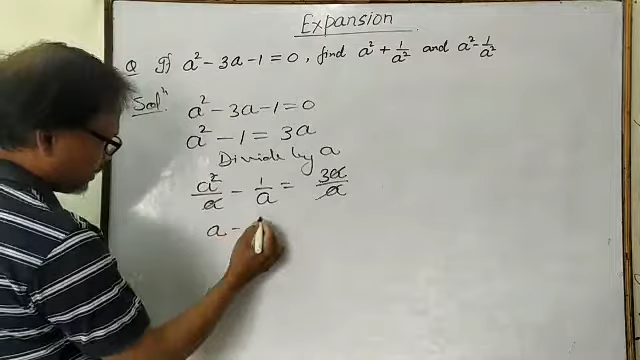 Expansion
Q If a² - 3a - 1 = 0, find a² + 1/a² and a² - 1/a²
Solⁿ a² - 3a - 1 = 0
a² - 1 = 3a
Divide by a
a²/a - 1/a = 3a/a
a -